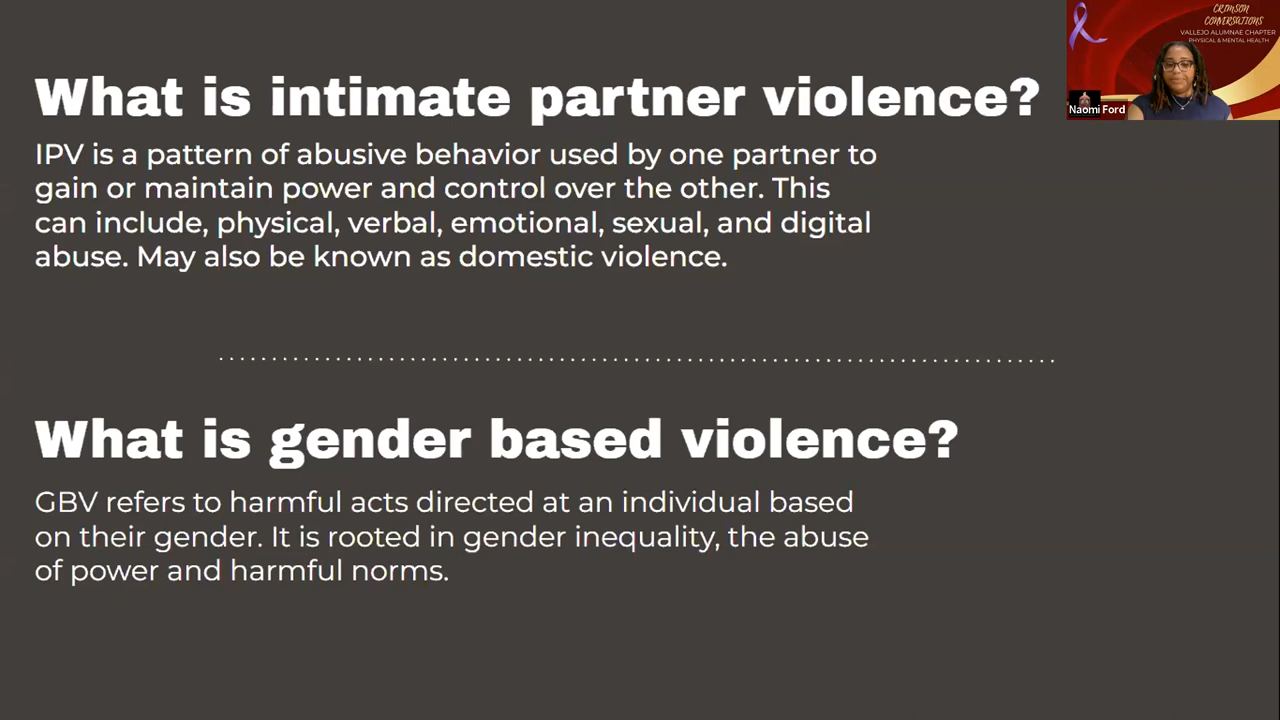 What is intimate partner violence?
IPV is a pattern of abusive behavior used by one partner to
gain or maintain power and control over the other. This
can include, physical, verbal, emotional, sexual, and digital
abuse. May also be known as domestic violence.
What is gender based violence?
GBV refers to harmful acts directed at an individual based
on their gender. It is rooted in gender inequality, the abuse
of power and harmful norms.
CRIMSON
CONVERSATIONS
VALLEJO ALUMNAE CHAPTER
PHYSICAL & MENTAL HEALTH
Naomi Ford